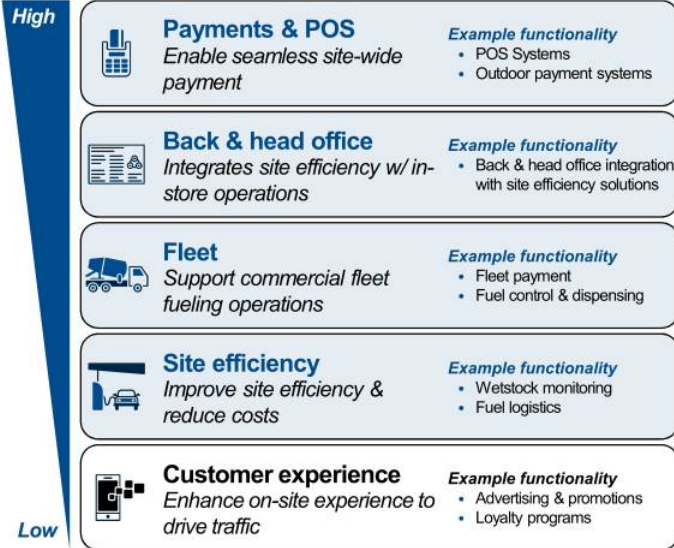 High
Payments & POS
Enable seamless site-wide
payment
Example functionality
• POS Systems
• Outdoor payment systems
Back & head office
Integrates site efficiency w/ in-
store operations
Example functionality
• Back & head office integration
with site efficiency solutions
Fleet
Support commercial fleet
fueling operations
Example functionality
• Fleet payment
• Fuel control & dispensing
Site efficiency
Improve site efficiency &
reduce costs
Example functionality
• Wetstock monitoring
• Fuel logistics
Customer experience
Enhance on-site experience to
drive traffic
Example functionality
• Advertising & promotions
• Loyalty programs
Low